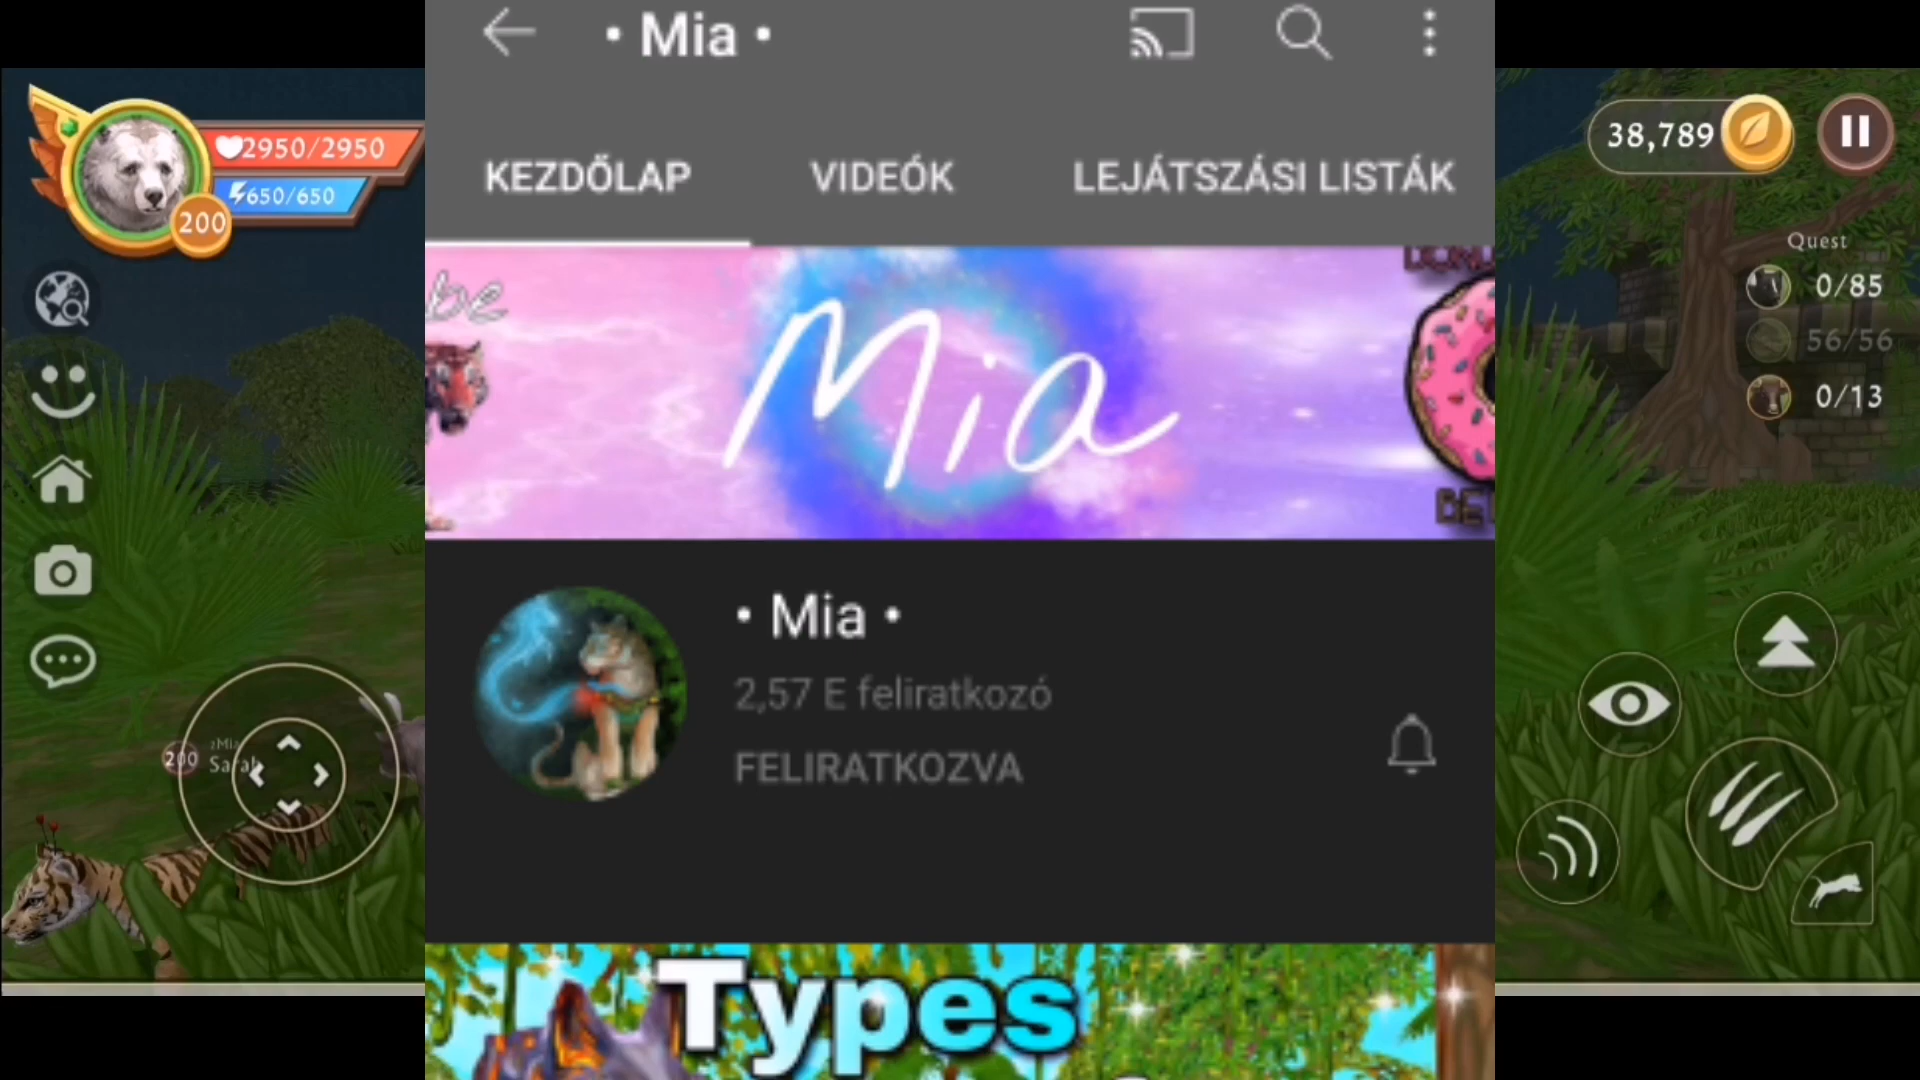 • Mia •
KEZDŐLAP VIDEÓK LEJÁTSZÁSI LISTÁK
be
Mia
• Mia •
2,57 E feliratkozó
FELIRATKOZVA
Types
2950/2950
650/650
200
200
38,789
Quest
0/85
56/56
0/13